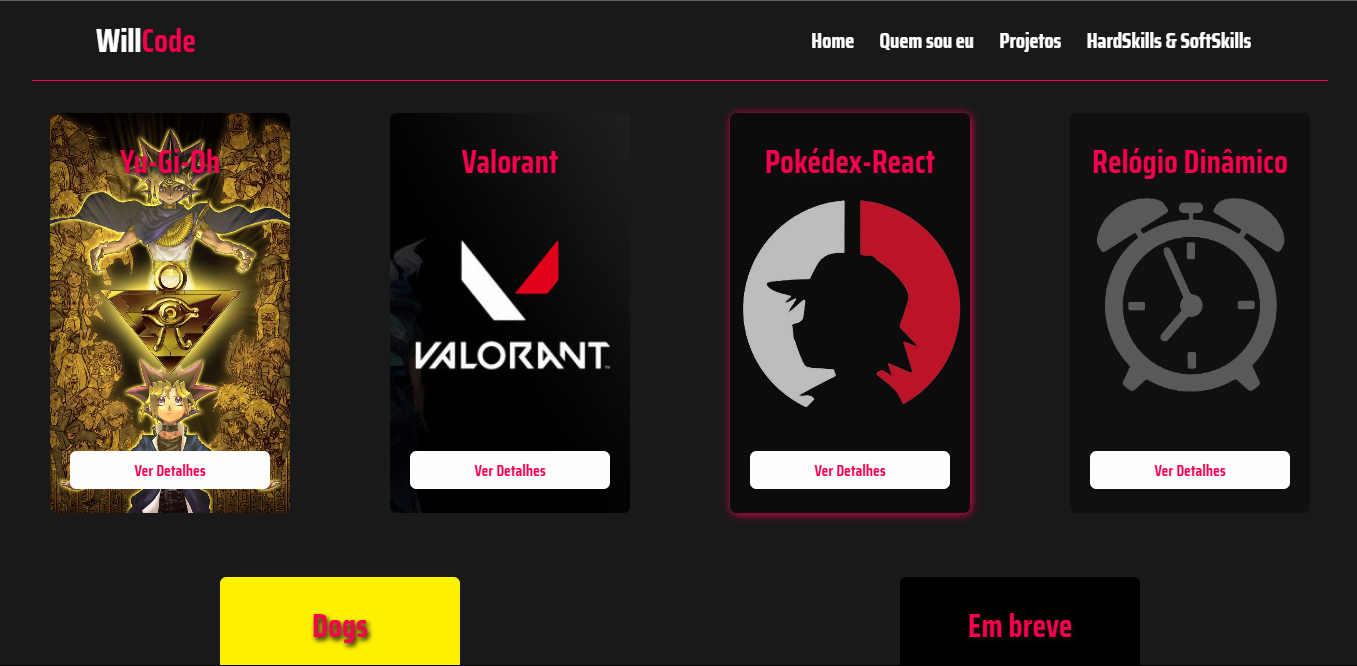 WillCode
Home Quem sou eu Projetos HardSkills & SoftSkills
Yu-Gi-Oh Valorant Pokédex-React Relógio Dinâmico
VALORANT™
Ver Detalhes Ver Detalhes Ver Detalhes Ver Detalhes
Dogs Em breve